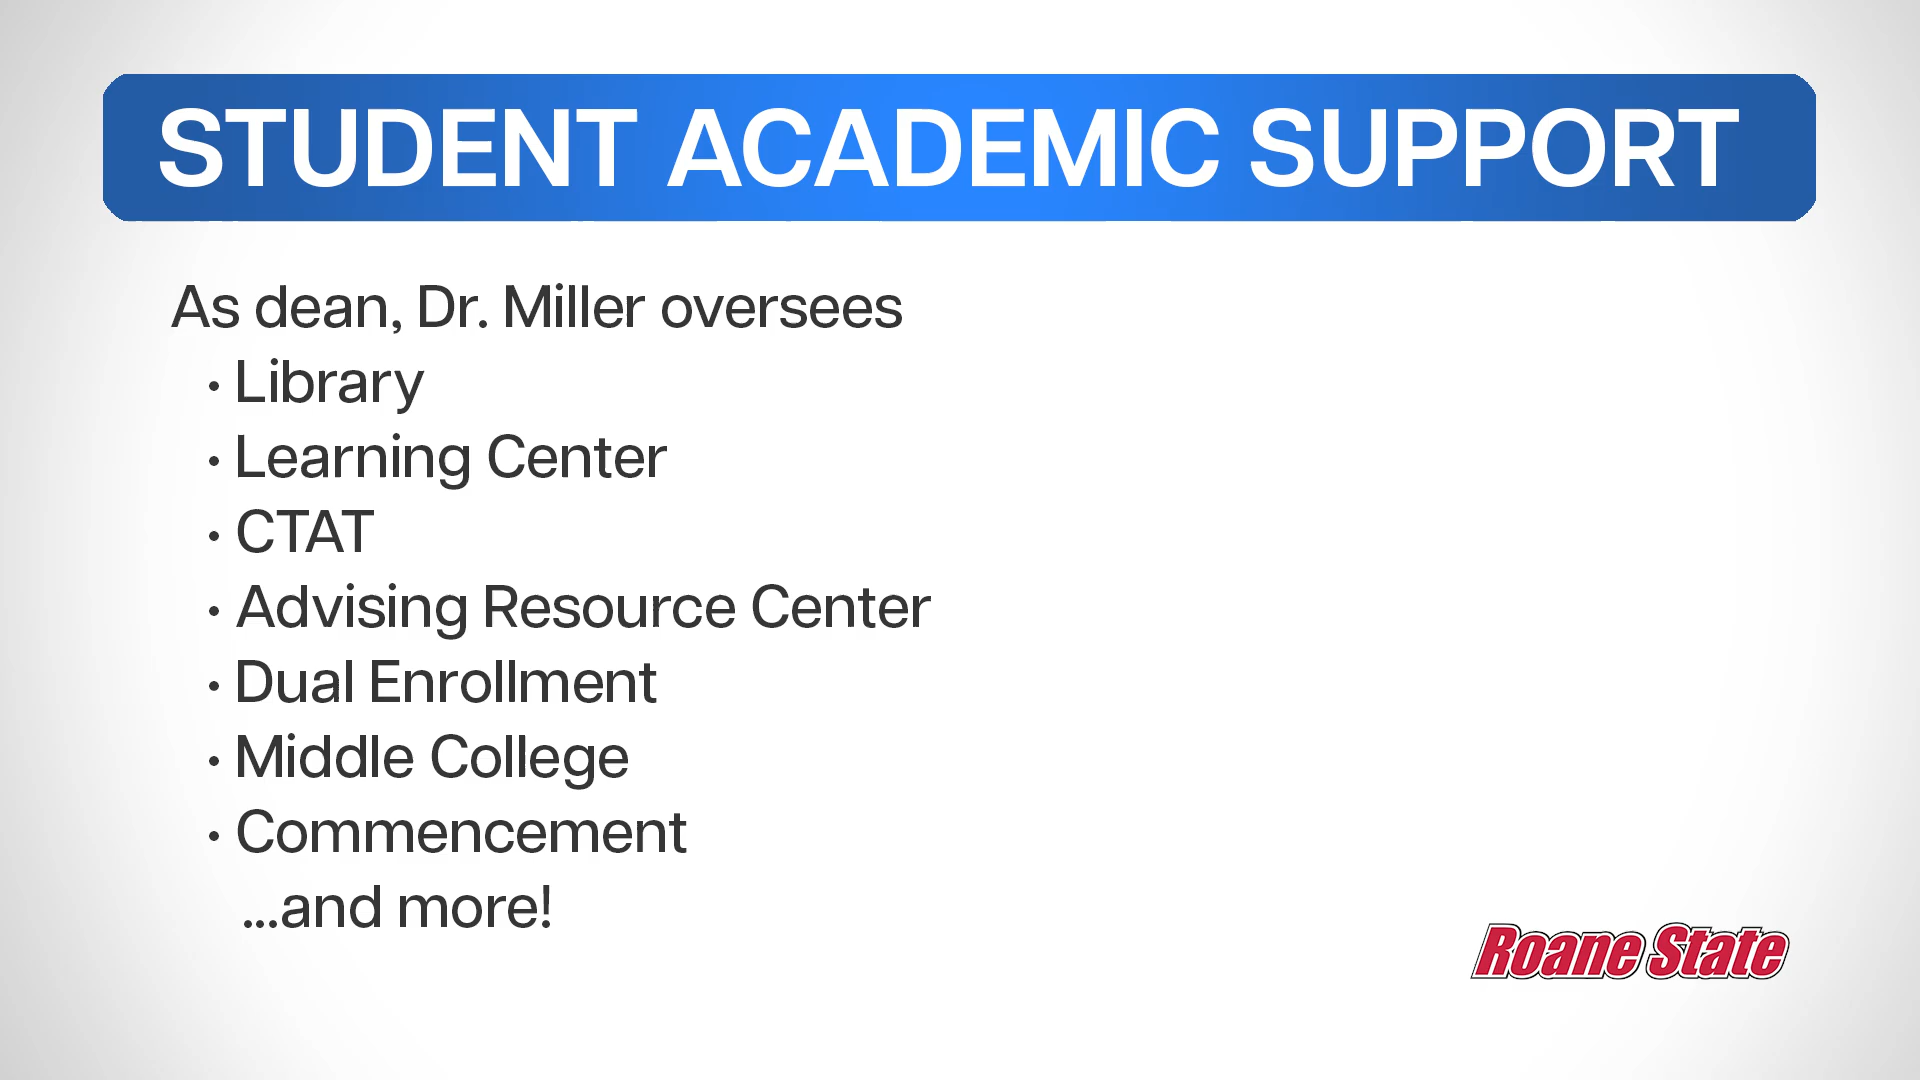 STUDENT ACADEMIC SUPPORT
As dean, Dr. Miller oversees
• Library
• Learning Center
• CTAT
• Advising Resource Center
• Dual Enrollment
• Middle College
• Commencement
...and more!
Roane State